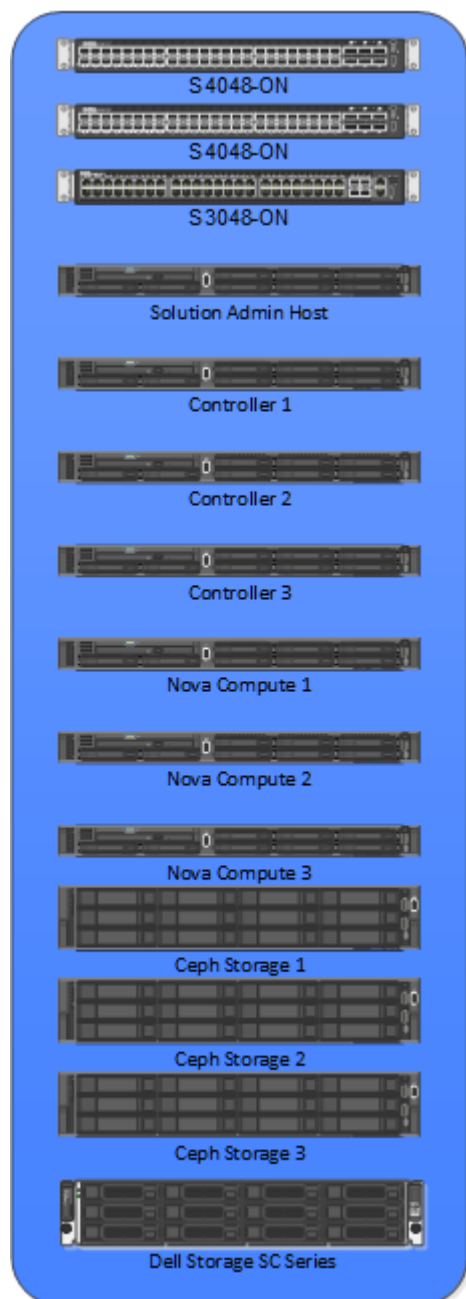 S4048-ON
S4048-ON
S3048-ON
Solution Admin Host
Controller 1
Controller 2
Controller 3
Nova Compute 1
Nova Compute 2
Nova Compute 3
Ceph Storage 1
Ceph Storage 2
Ceph Storage 3
Dell Storage SC Series